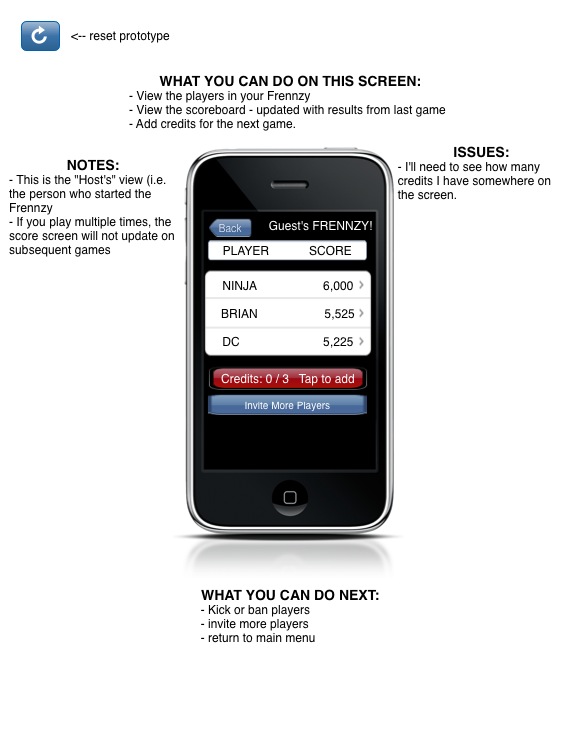 <-- reset prototype
WHAT YOU CAN DO ON THIS SCREEN:
- View the players in your Frennzy
- View the scoreboard - updated with results from last game
- Add credits for the next game.
NOTES:
- This is the "Host's" view (i.e.
the person who started the
Frennzy
- If you play multiple times, the
score screen will not update on
subsequent games
ISSUES:
- I'll need to see how many
credits I have somewhere on
the screen.
Back Guest's FRENNZY!
PLAYER SCORE
NINJA 6,000
BRIAN 5,525
DC 5,225
Credits: 0 / 3 Tap to add
Invite More Players
WHAT YOU CAN DO NEXT:
- Kick or ban players
- invite more players
- return to main menu